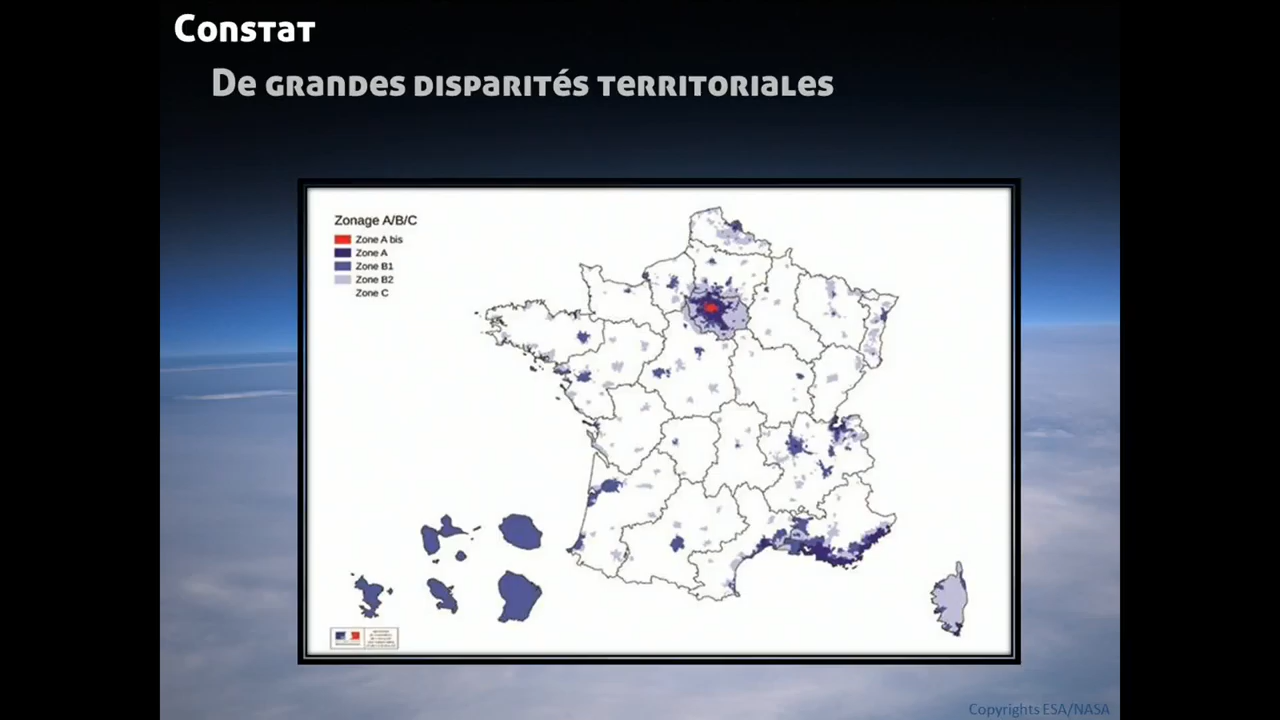 Constat
De grandes disparités territoriales
Zonage A/B/C
Zone A bis
Zone A
Zone B1
Zone B2
Zone C
Copyrights ESA/NASA